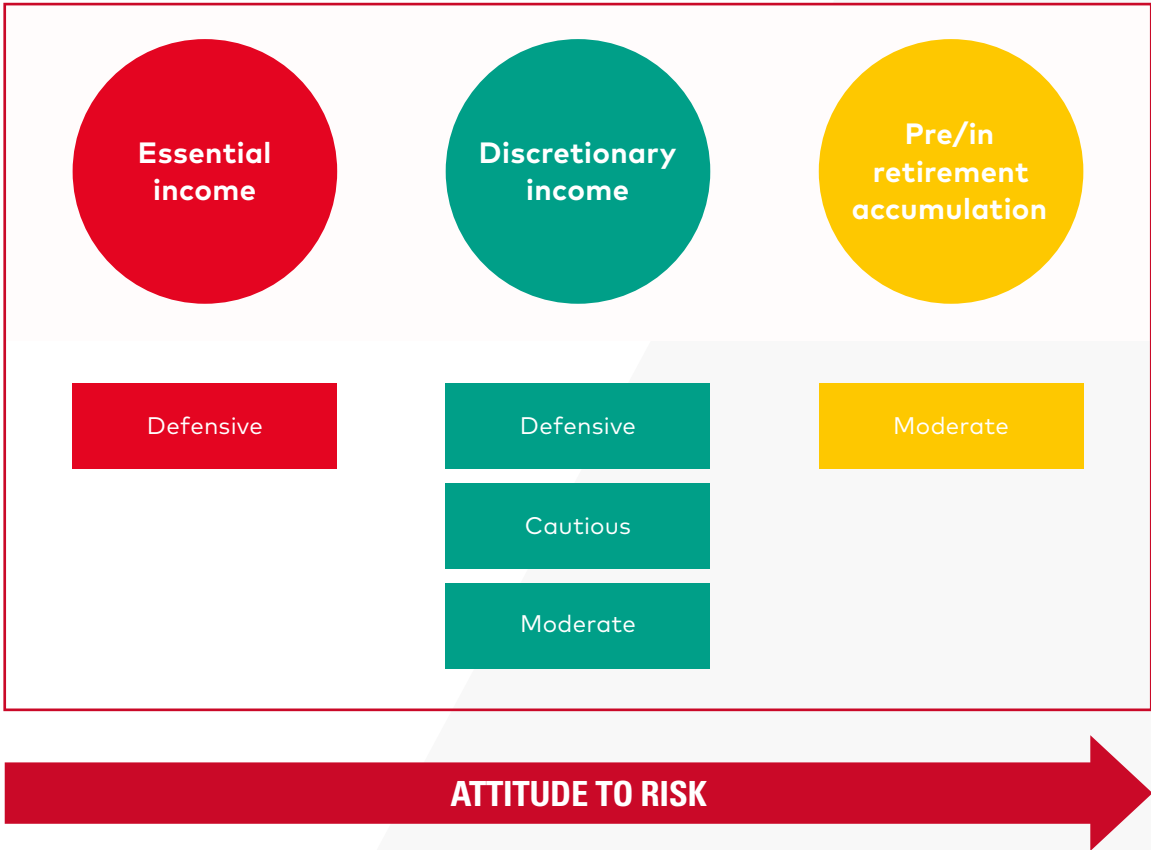 Essential
income
Discretionary
income
Pre/in
retirement
accumulation
Defensive
Defensive
Moderate
Cautious
Moderate
ATTITUDE TO RISK